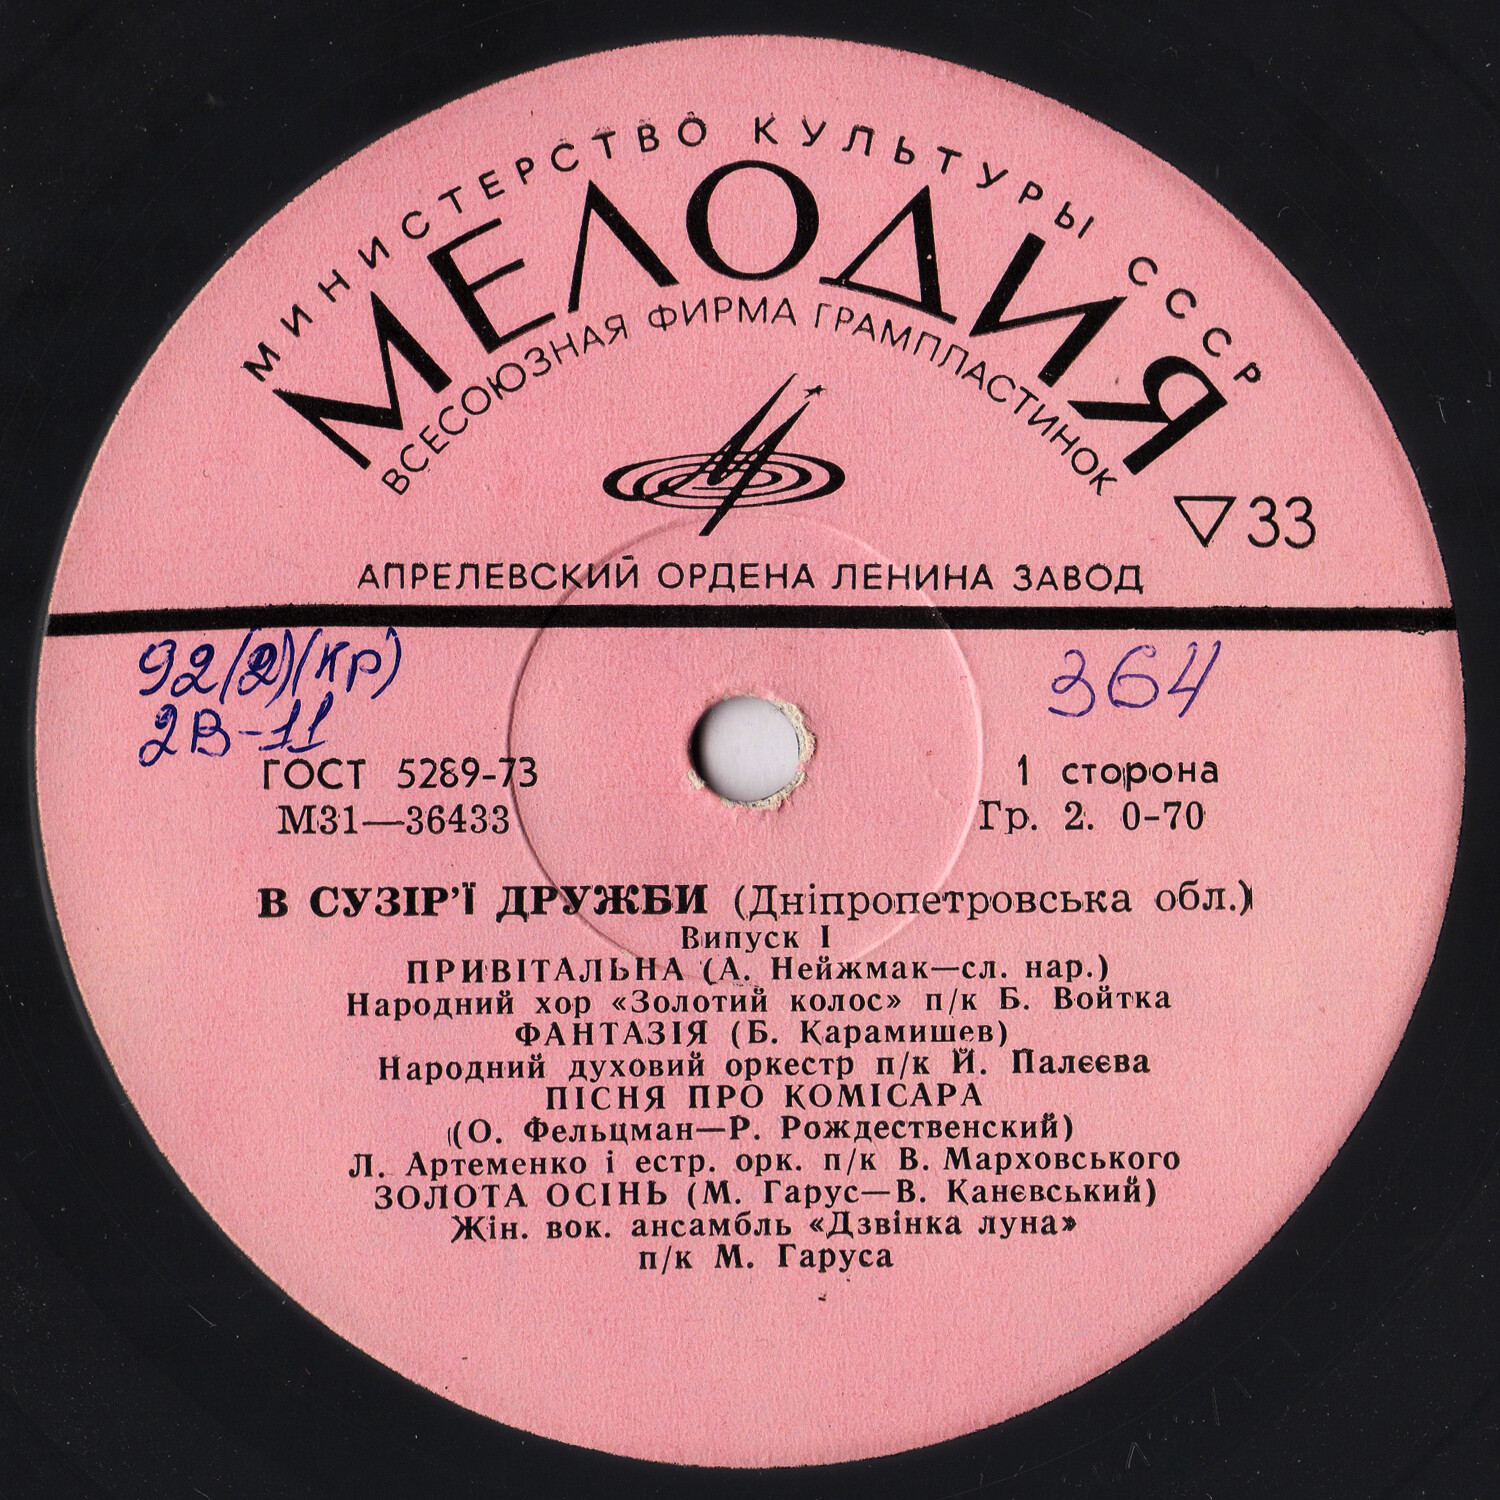 МИНИСТЕРСТВО КУЛЬТУРЫ СССР
МЕЛОДИЯ
ВСЕСОЮЗНАЯ ФИРМА ГРАМПЛАСТИНОК
▽33
АПРЕЛЕВСКИЙ ОРДЕНА ЛЕНИНА ЗАВОД
92(2)(кр)
364
2В-11
ГОСТ 5289-73
1 сторона
М31—36433
Гр. 2. 0-70
В СУЗІР’Ї ДРУЖБИ (Дніпропетровська обл.)
Випуск I
ПРИВІТАЛЬНА (А. Нейжмак—сл. нар.)
Народний хор «Золотий колос» п/к Б. Войтка
ФАНТАЗІЯ (Б. Карамишев)
Народний духовий оркестр п/к Й. Палєєва
ПІСНЯ ПРО КОМІСАРА
(О. Фельцман—Р. Рождественский)
Л. Артеменко і естр. орк. п/к В. Марховського
ЗОЛОТА ОСІНЬ (М. Гарус—В. Канєвський)
Жін. вок. ансамбль «Дзвінка луна»
п/к М. Гаруса